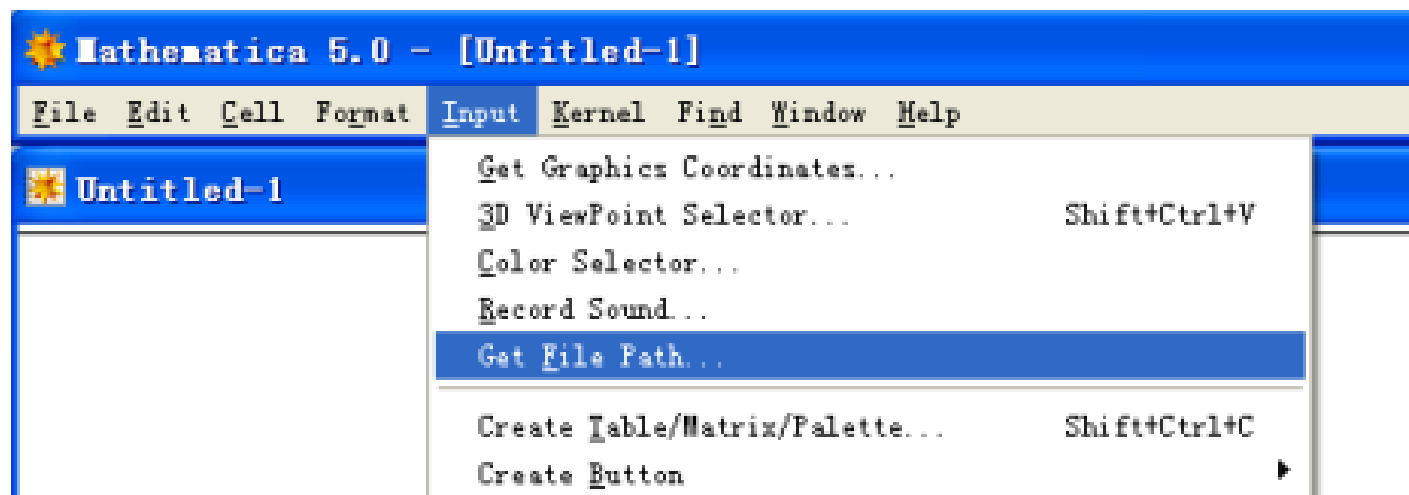 Mathematica 5.0 - [Untitled-1]
File Edit Cell Format Input Kernel Find Window Help
Untitled-1
Get Graphics Coordinates...
3D ViewPoint Selector... Shift+Ctrl+V
Color Selector...
Record Sound...
Get File Path...
Create Table/Matrix/Palette... Shift+Ctrl+C
Create Button